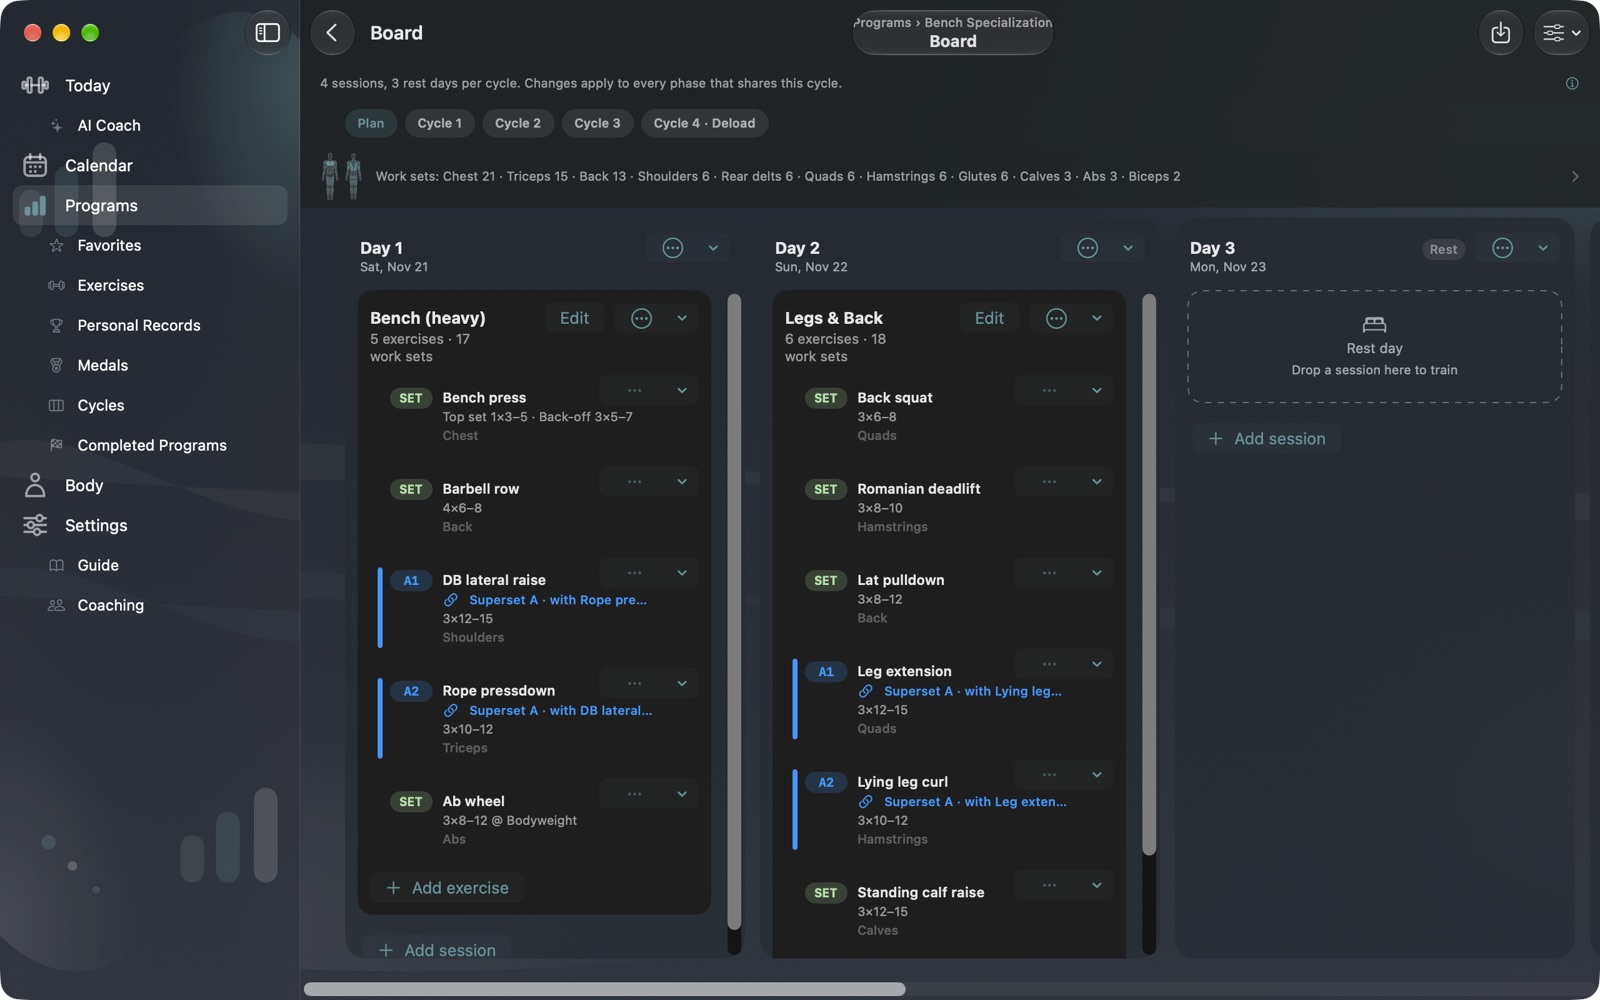 Today
AI Coach
Calendar
Programs
Favorites
Exercises
Personal Records
Medals
Cycles
Completed Programs
Body
Settings
Guide
Coaching
Board
Programs › Bench Specialization
Board
4 sessions, 3 rest days per cycle. Changes apply to every phase that shares this cycle.
Plan
Cycle 1
Cycle 2
Cycle 3
Cycle 4 · Deload
Work sets: Chest 21 · Triceps 15 · Back 13 · Shoulders 6 · Rear delts 6 · Quads 6 · Hamstrings 6 · Glutes 6 · Calves 3 · Abs 3 · Biceps 2
Day 1
Sat, Nov 21
Bench (heavy)
Edit
5 exercises · 17
work sets
SET
Bench press
Top set 1×3–5 · Back-off 3×5–7
Chest
SET
Barbell row
4×6–8
Back
A1
DB lateral raise
Superset A · with Rope pre...
3×12–15
Shoulders
A2
Rope pressdown
Superset A · with DB lateral...
3×10–12
Triceps
SET
Ab wheel
3×8–12 @ Bodyweight
Abs
+ Add exercise
+ Add session
Day 2
Sun, Nov 22
Legs & Back
Edit
6 exercises · 18
work sets
SET
Back squat
3×6–8
Quads
SET
Romanian deadlift
3×8–10
Hamstrings
SET
Lat pulldown
3×8–12
Back
A1
Leg extension
Superset A · with Lying leg...
3×12–15
Quads
A2
Lying leg curl
Superset A · with Leg exten...
3×10–12
Hamstrings
SET
Standing calf raise
3×12–15
Calves
Day 3
Mon, Nov 23
Rest
Rest day
Drop a session here to train
+ Add session